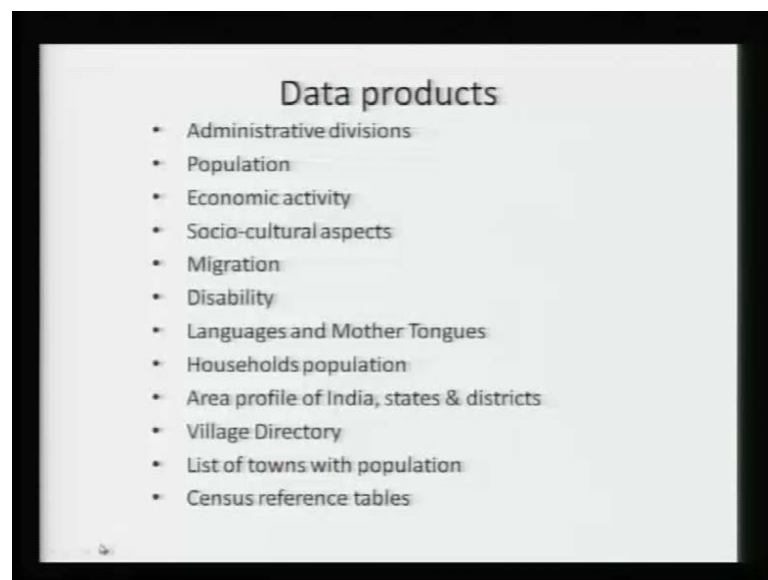 Data products
• Administrative divisions
• Population
• Economic activity
• Socio-cultural aspects
• Migration
• Disability
• Languages and Mother Tongues
• Households population
• Area profile of India, states & districts
• Village Directory
• List of towns with population
• Census reference tables